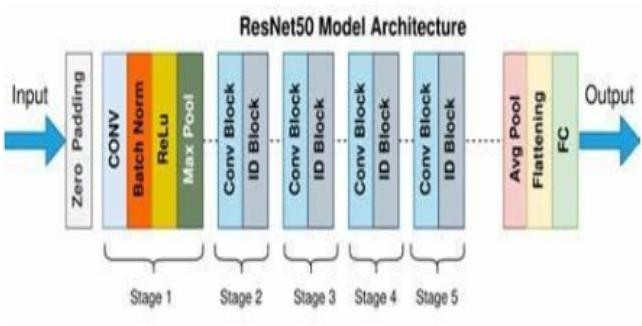 ResNet50 Model Architecture
Input
Zero Padding
CONV
Batch Norm
ReLu
Max Pool
Conv Block
ID Block
Conv Block
ID Block
Conv Block
ID Block
Conv Block
ID Block
Avg Pool
Flattening
FC
Output
Stage 1
Stage 2
Stage 3
Stage 4
Stage 5